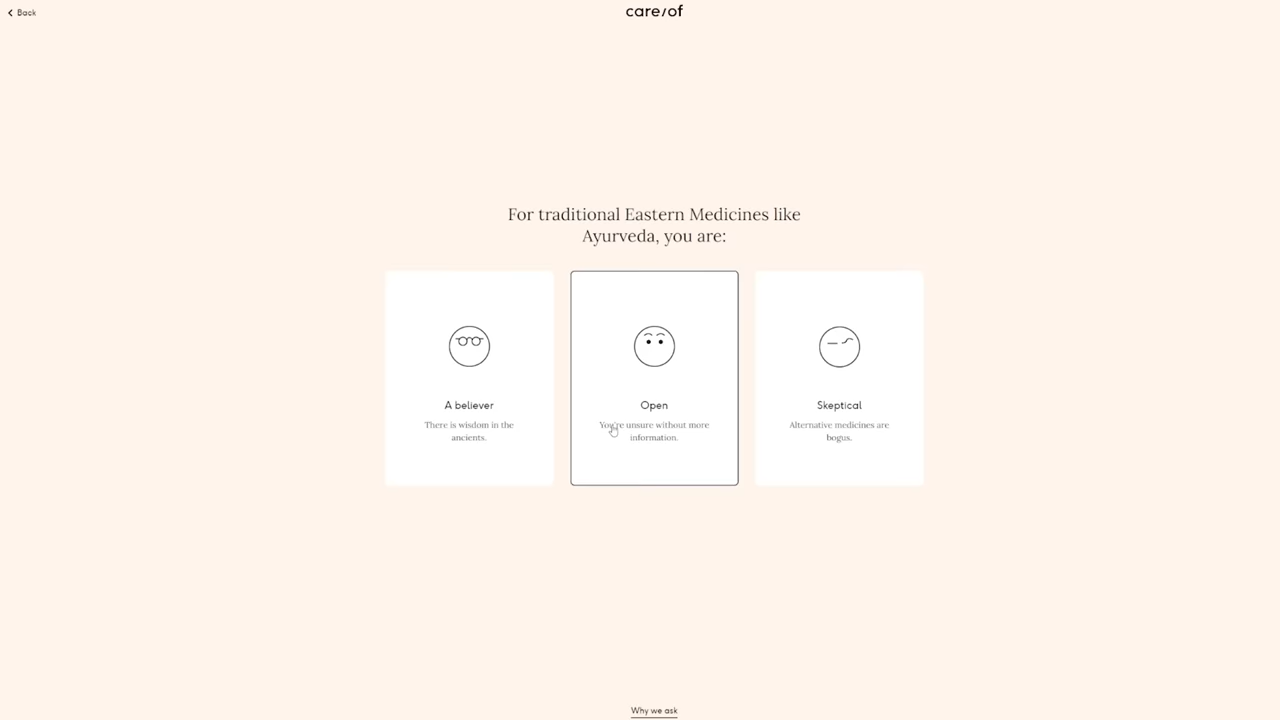 Back
care/of
For traditional Eastern Medicines like
Ayurveda, you are:
A believer
There is wisdom in the
ancients.
Open
You're unsure without more
information.
Skeptical
Alternative medicines are
bogus.
Why we ask